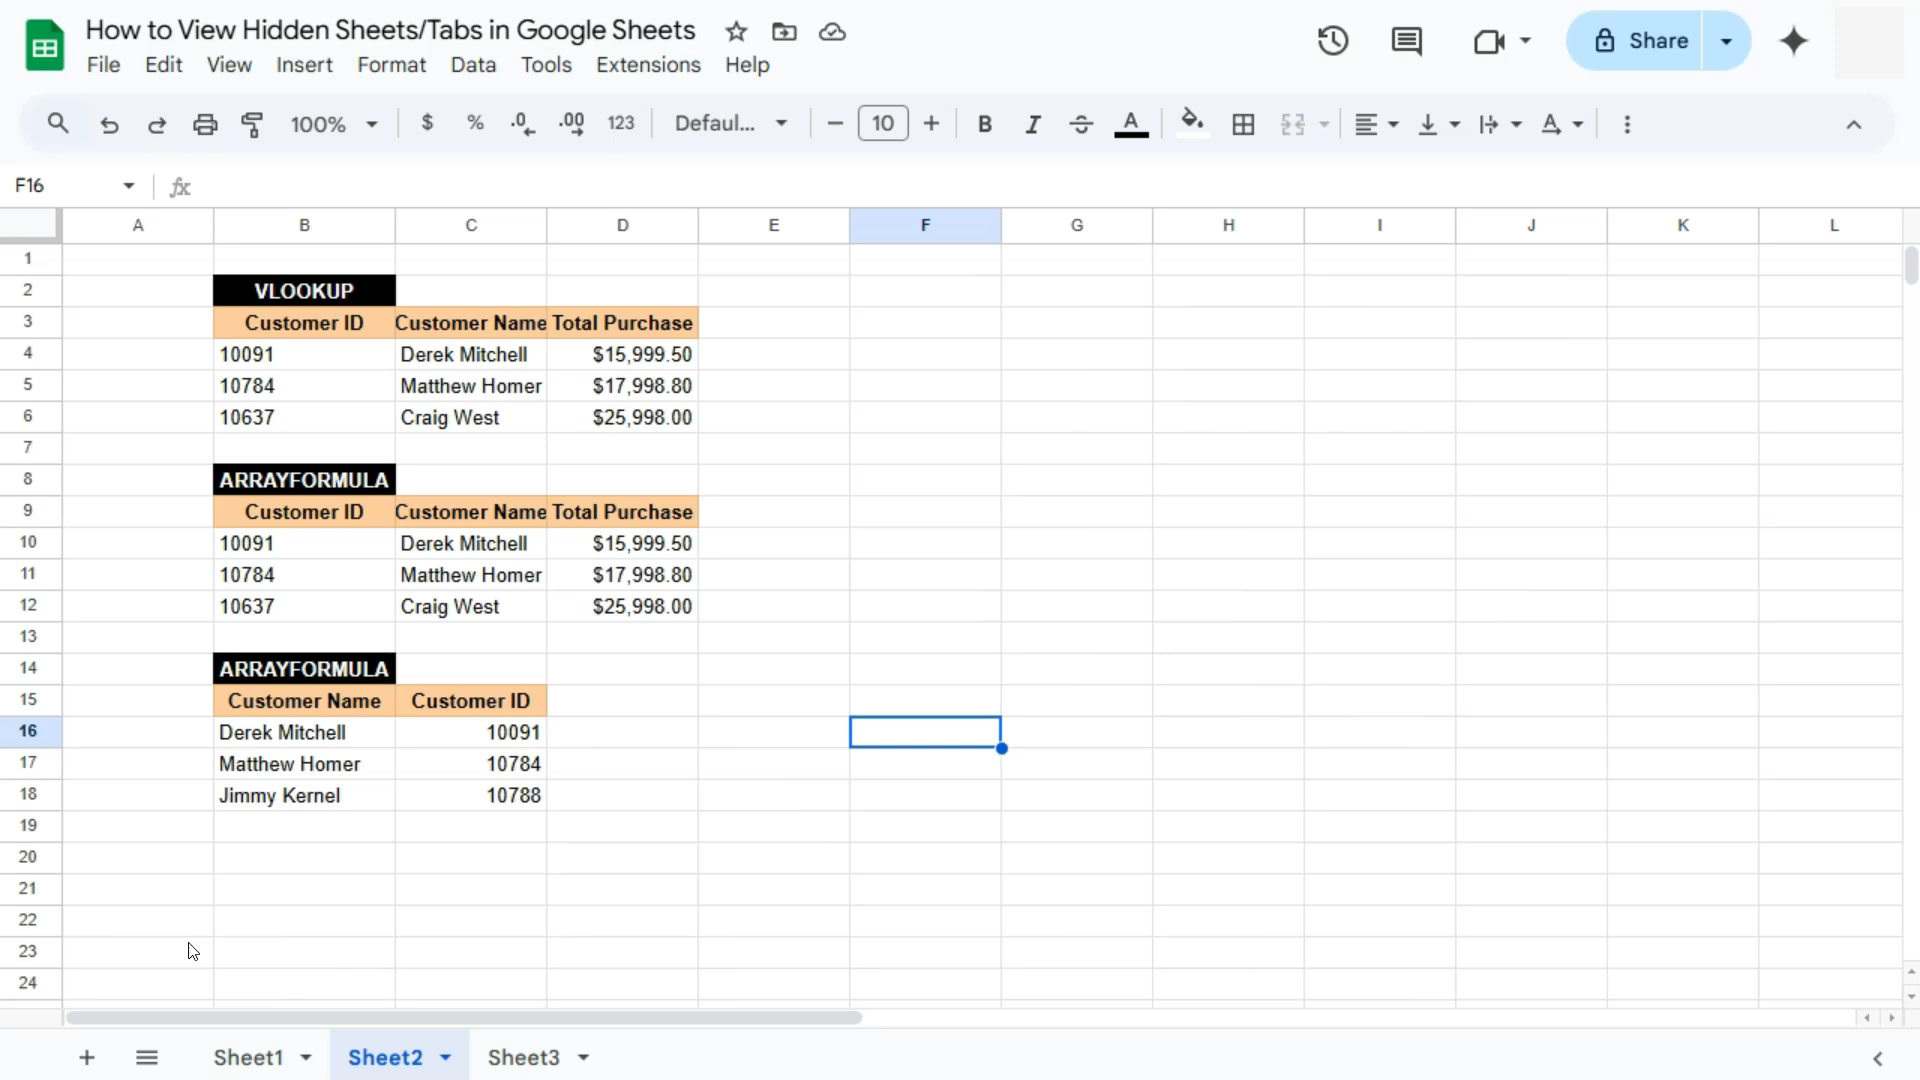 How to View Hidden Sheets/Tabs in Google Sheets
File Edit View Insert Format Data Tools Extensions Help
Share
100% $ % .0 .00 123 Defaul... 10 B I A
F16 fx
A B C D E F G H I J K L
1
2 VLOOKUP
3 Customer ID Customer Name Total Purchase
4 10091 Derek Mitchell $15,999.50
5 10784 Matthew Homer $17,998.80
6 10637 Craig West $25,998.00
7
8 ARRAYFORMULA
9 Customer ID Customer Name Total Purchase
10 10091 Derek Mitchell $15,999.50
11 10784 Matthew Homer $17,998.80
12 10637 Craig West $25,998.00
13
14 ARRAYFORMULA
15 Customer Name Customer ID
16 Derek Mitchell 10091
17 Matthew Homer 10784
18 Jimmy Kernel 10788
19
20
21
22
23
24
Sheet1 Sheet2 Sheet3